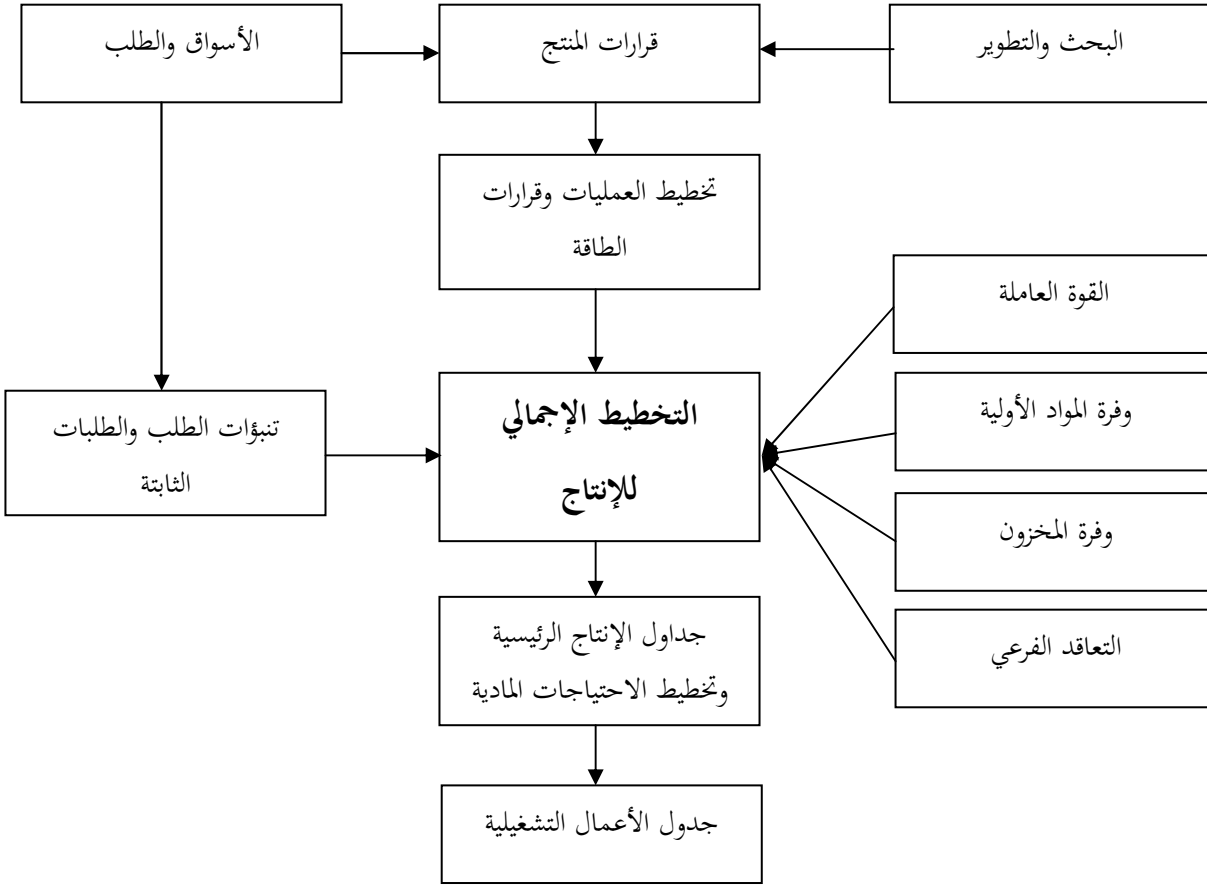 البحث والتطوير
قرارات المنتج
الأسواق والطلب
تخطيط العمليات وقرارات
الطاقة
القوة العاملة
وفرة المواد الأولية
وفرة المخزون
التعاقد الفرعي
التخطيط الإجمالي
للإنتاج
تنبؤات الطلب والطلبات
الثابتة
جداول الإنتاج الرئيسية
وتخطيط الاحتياجات المادية
جدول الأعمال التشغيلية